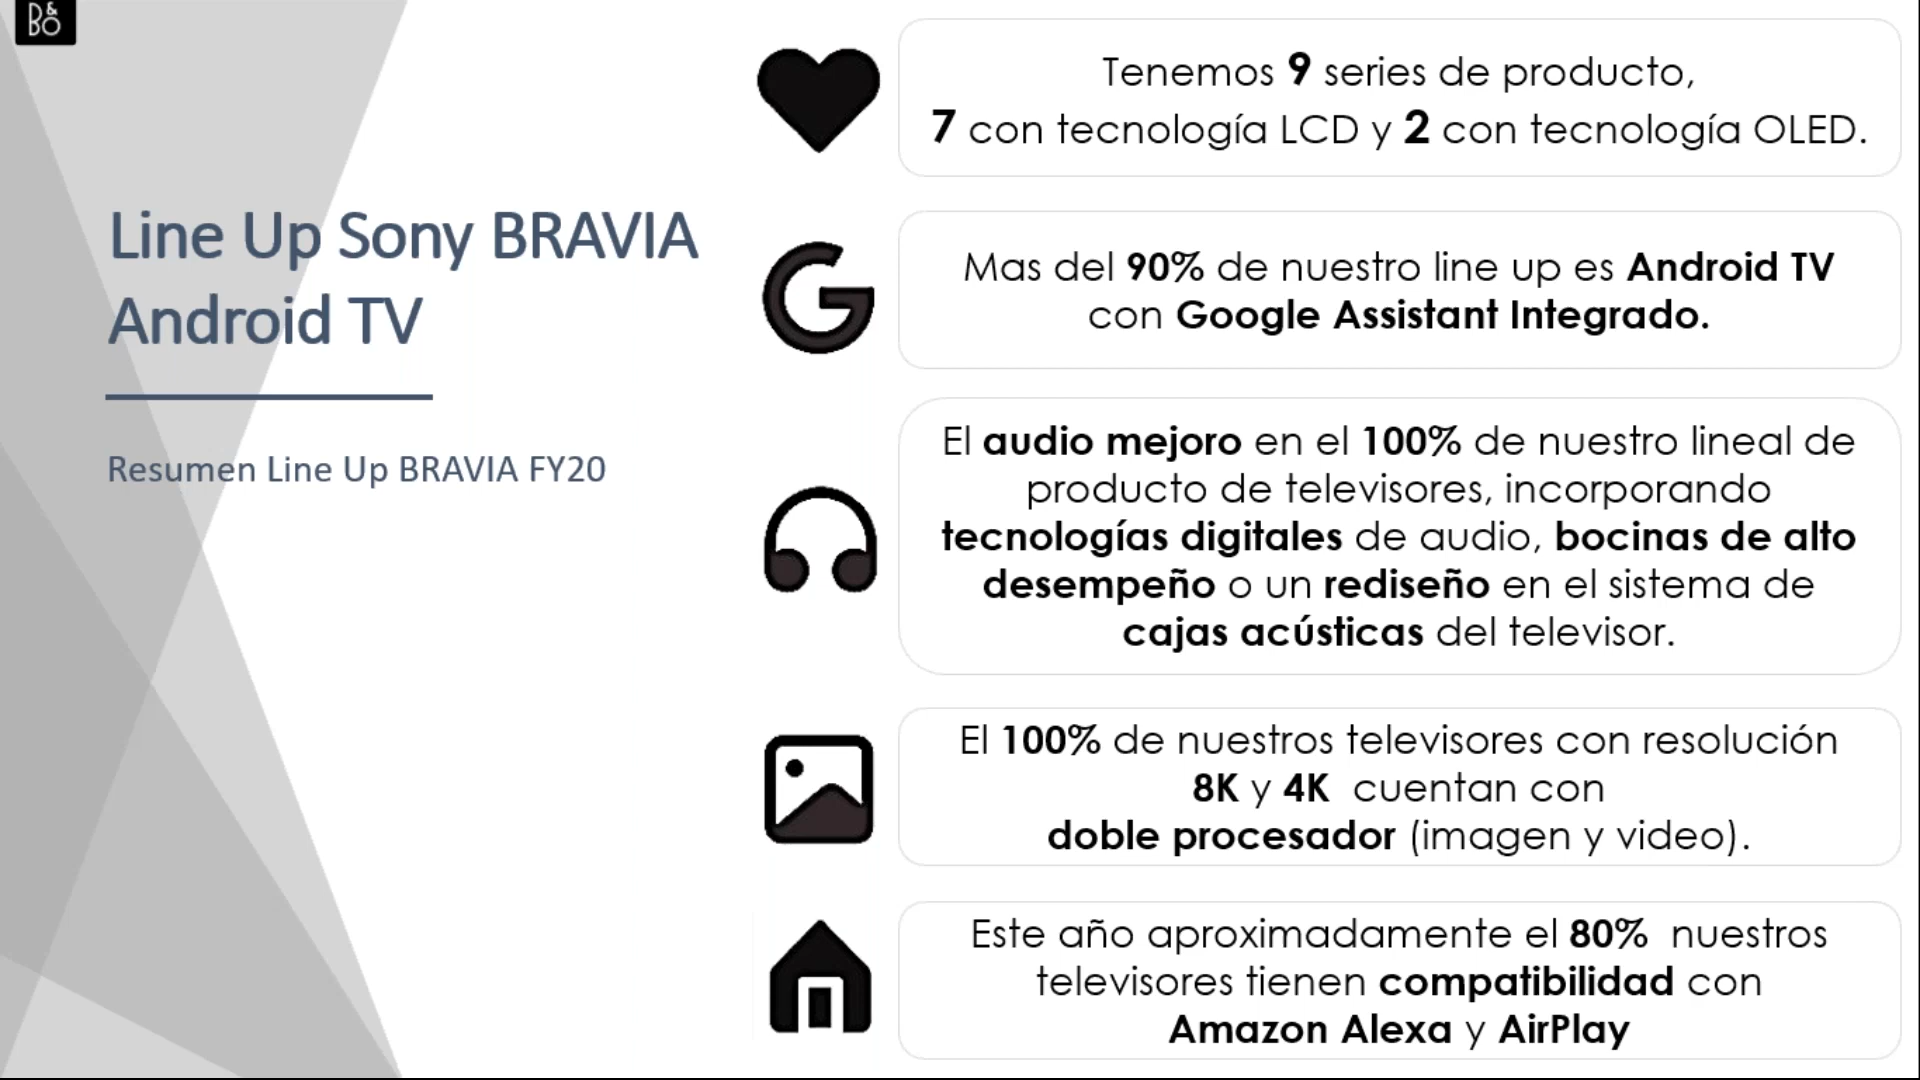 B&O
Line Up Sony BRAVIA
Android TV
Resumen Line Up BRAVIA FY20
Tenemos 9 series de producto,
7 con tecnología LCD y 2 con tecnología OLED.
Mas del 90% de nuestro line up es Android TV
con Google Assistant Integrado.
El audio mejoro en el 100% de nuestro lineal de
producto de televisores, incorporando
tecnologías digitales de audio, bocinas de alto
desempeño o un rediseño en el sistema de
cajas acústicas del televisor.
El 100% de nuestros televisores con resolución
8K y 4K cuentan con
doble procesador (imagen y video).
Este año aproximadamente el 80% nuestros
televisores tienen compatibilidad con
Amazon Alexa y AirPlay